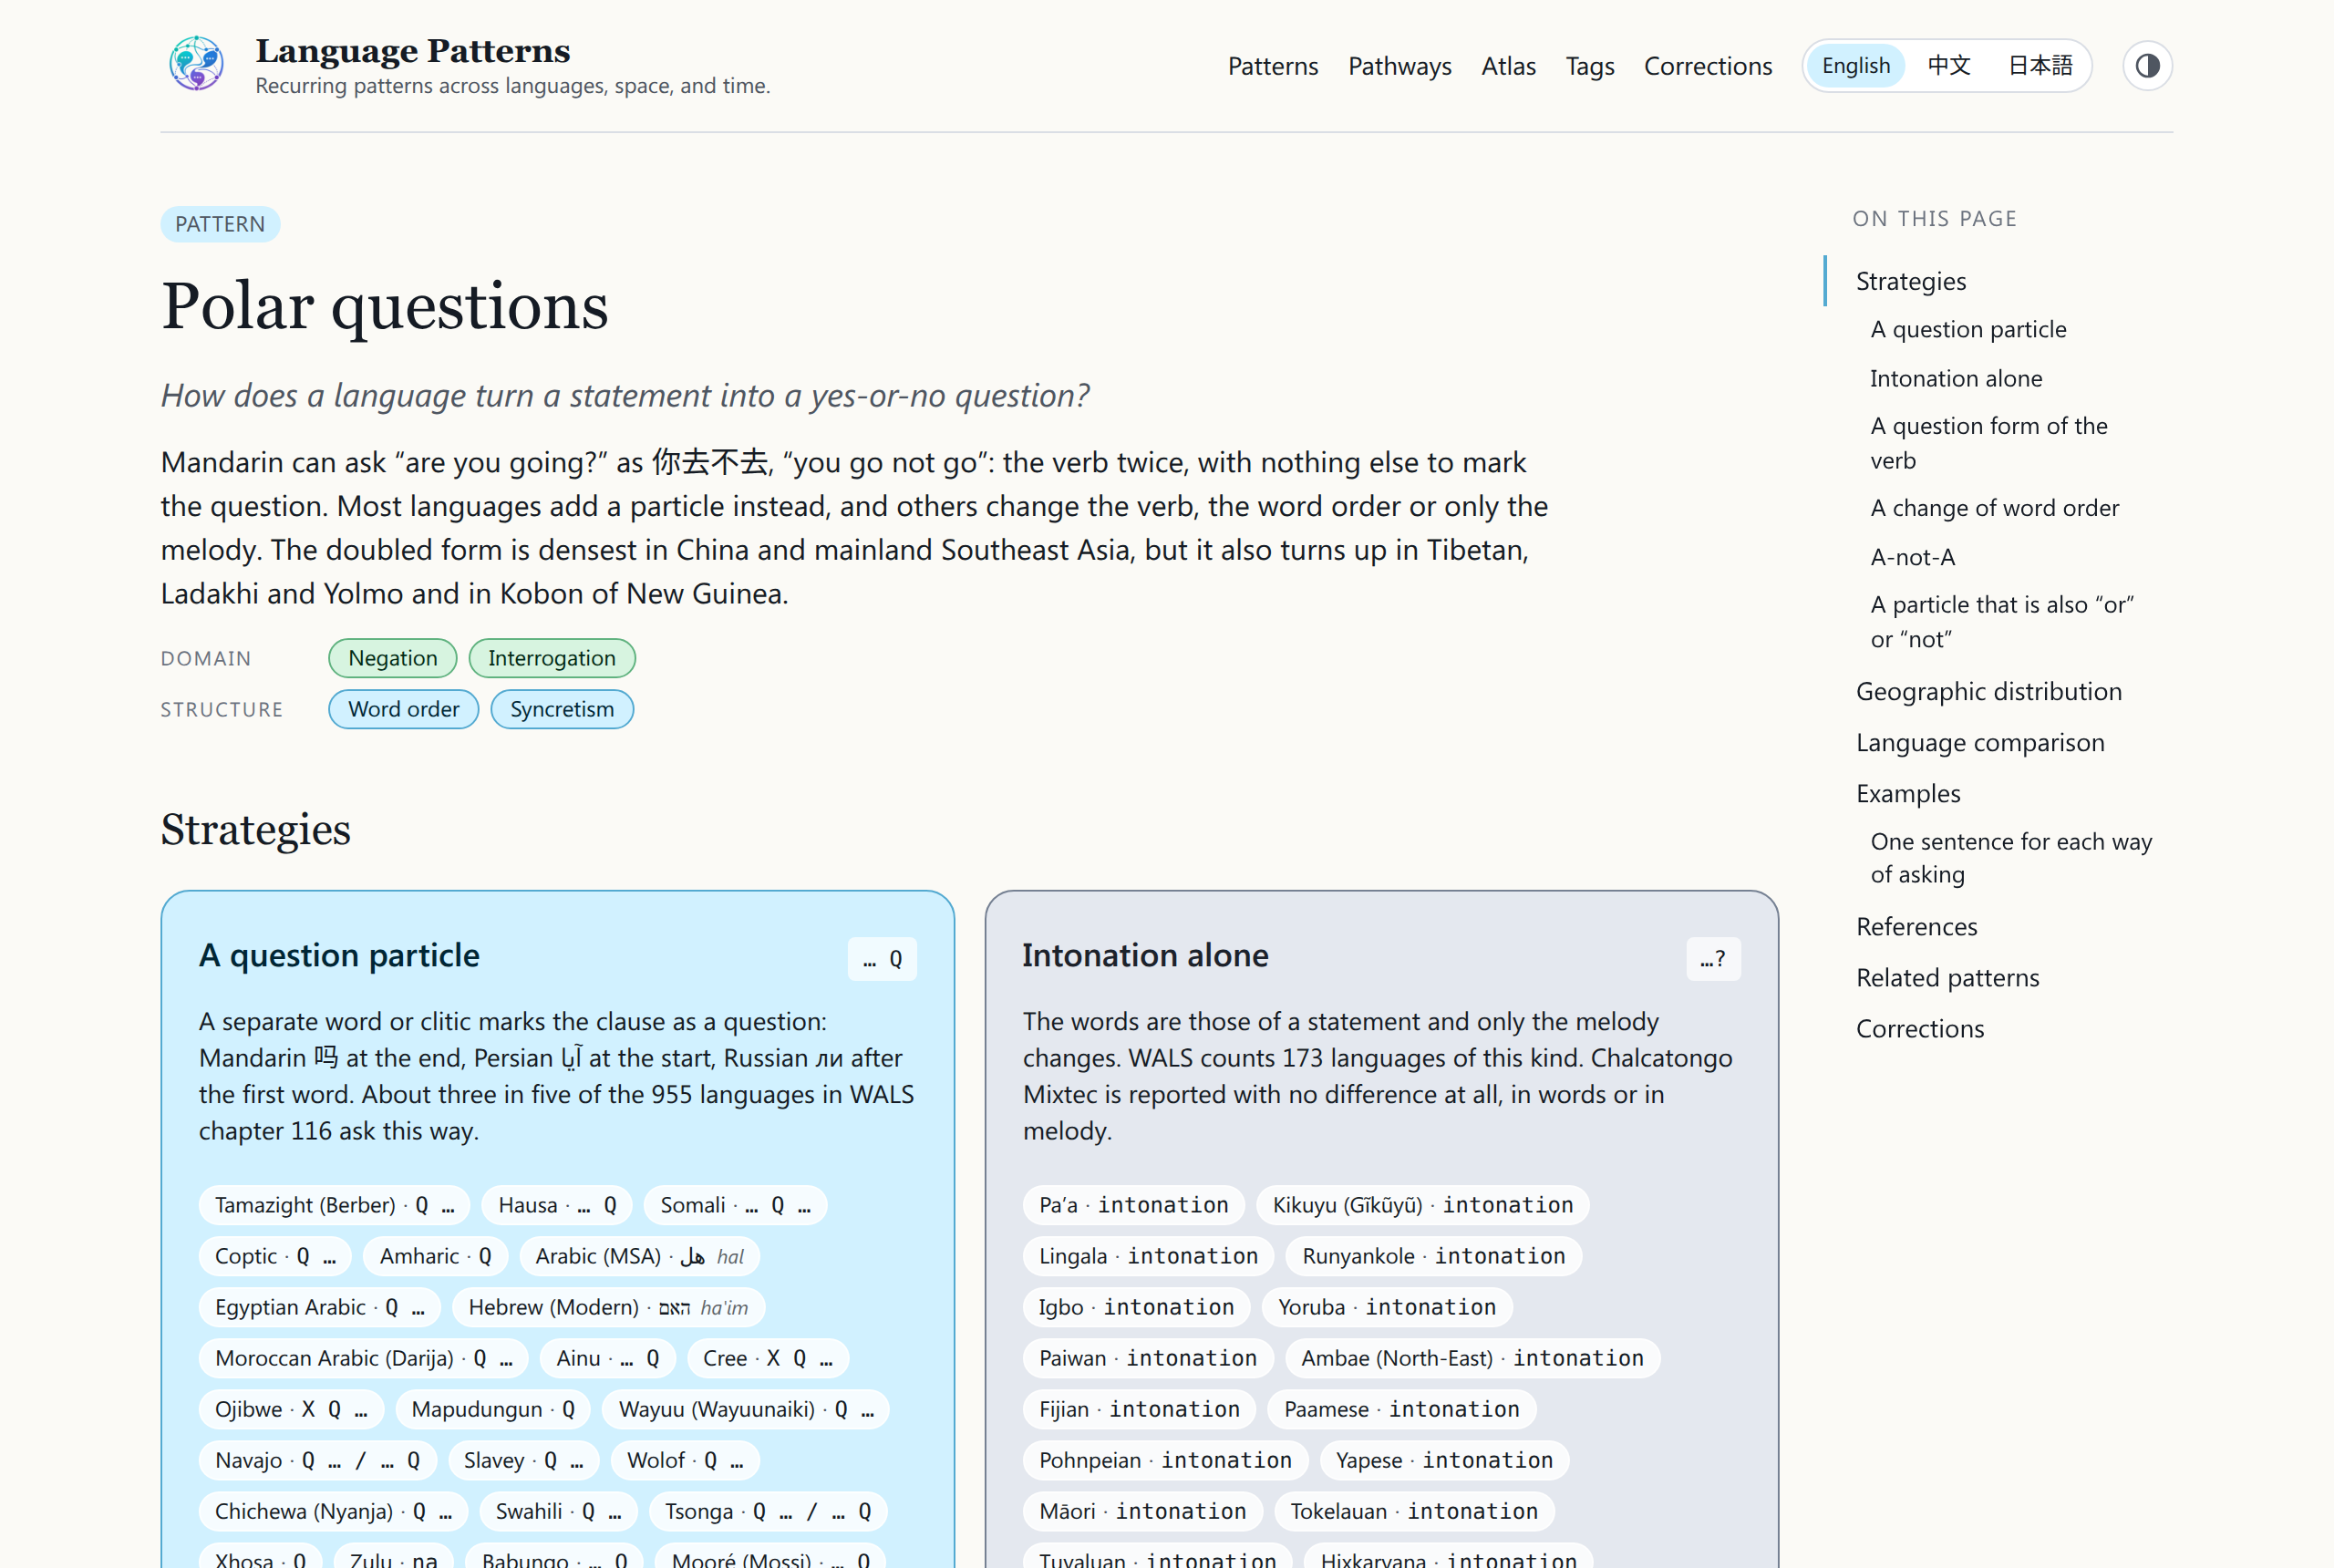 Language Patterns
Recurring patterns across languages, space, and time.
Patterns Pathways Atlas Tags Corrections English 中文 日本語
PATTERN
Polar questions
How does a language turn a statement into a yes-or-no question?
Mandarin can ask “are you going?” as 你去不去, “you go not go”: the verb twice, with nothing else to mark
the question. Most languages add a particle instead, and others change the verb, the word order or only the
melody. The doubled form is densest in China and mainland Southeast Asia, but it also turns up in Tibetan,
Ladakhi and Yolmo and in Kobon of New Guinea.
DOMAIN Negation Interrogation
STRUCTURE Word order Syncretism
Strategies
A question particle … Q
A separate word or clitic marks the clause as a question:
Mandarin 吗 at the end, Persian آیا at the start, Russian ли after
the first word. About three in five of the 955 languages in WALS
chapter 116 ask this way.
Tamazight (Berber) · Q … Hausa · … Q Somali · … Q …
Coptic · Q … Amharic · Q Arabic (MSA) · هل hal
Egyptian Arabic · Q … Hebrew (Modern) · האם ha'im
Moroccan Arabic (Darija) · Q … Ainu · … Q Cree · X Q …
Ojibwe · X Q … Mapudungun · Q Wayuu (Wayuunaiki) · Q …
Navajo · Q … / … Q Slavey · Q … Wolof · Q …
Chichewa (Nyanja) · Q … Swahili · Q … Tsonga · Q … / … Q
Xhosa · Q Zulu · na Babungo · … Q Mooré (Mossi) · … Q
Intonation alone …?
The words are those of a statement and only the melody
changes. WALS counts 173 languages of this kind. Chalcatongo
Mixtec is reported with no difference at all, in words or in
melody.
Pa’a · intonation Kikuyu (Gĩkũyũ) · intonation
Lingala · intonation Runyankole · intonation
Igbo · intonation Yoruba · intonation
Paiwan · intonation Ambae (North-East) · intonation
Fijian · intonation Paamese · intonation
Pohnpeian · intonation Yapese · intonation
Māori · intonation Tokelauan · intonation
Tuvaluan · intonation Hixkaryana · intonation
ON THIS PAGE
Strategies
A question particle
Intonation alone
A question form of the
verb
A change of word order
A-not-A
A particle that is also “or”
or “not”
Geographic distribution
Language comparison
Examples
One sentence for each way
of asking
References
Related patterns
Corrections